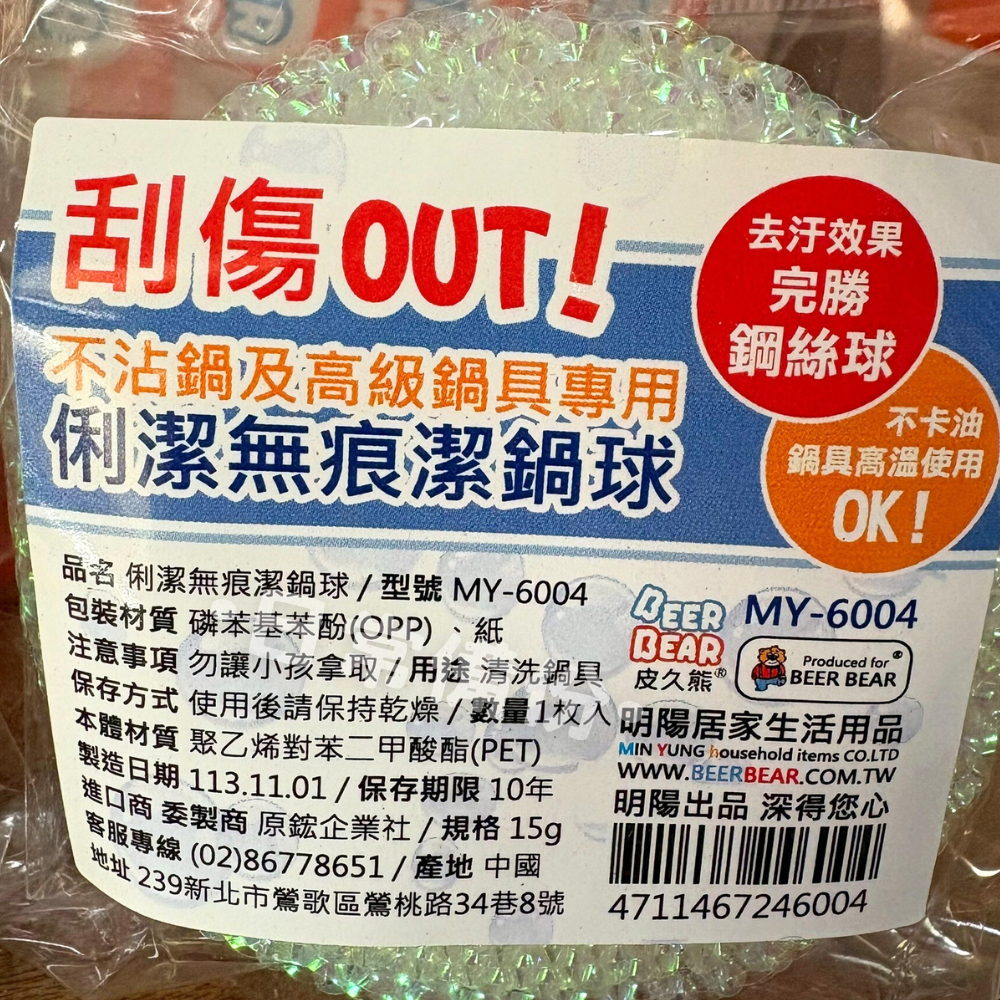 刮傷OUT!
去汙效果
完勝
鋼絲球
不沾鍋及高級鍋具專用
俐潔無痕潔鍋球
不卡油
鍋具高溫使用
OK!
品名 俐潔無痕潔鍋球 / 型號 MY-6004
包裝材質 磷苯基苯酚(OPP) 、紙
注意事項 勿讓小孩拿取 / 用途 清洗鍋具
保存方式 使用後請保持乾燥 / 數量 1枚入
本體材質 聚乙烯對苯二甲酸酯(PET)
製造日期 113.11.01 / 保存期限 10年
進口商 委製商 原鋐企業社 / 規格 15g
客服專線 (02)86778651 / 產地 中國
地址 239新北市鶯歌區鶯桃路34巷8號
BEER
BEAR
皮久熊®
MY-6004
Produced for
BEER BEAR
明陽居家生活用品
MIN YUNG household items CO.LTD
WWW.BEERBEAR.COM.TW
明陽出品 深得您心
4711467246004